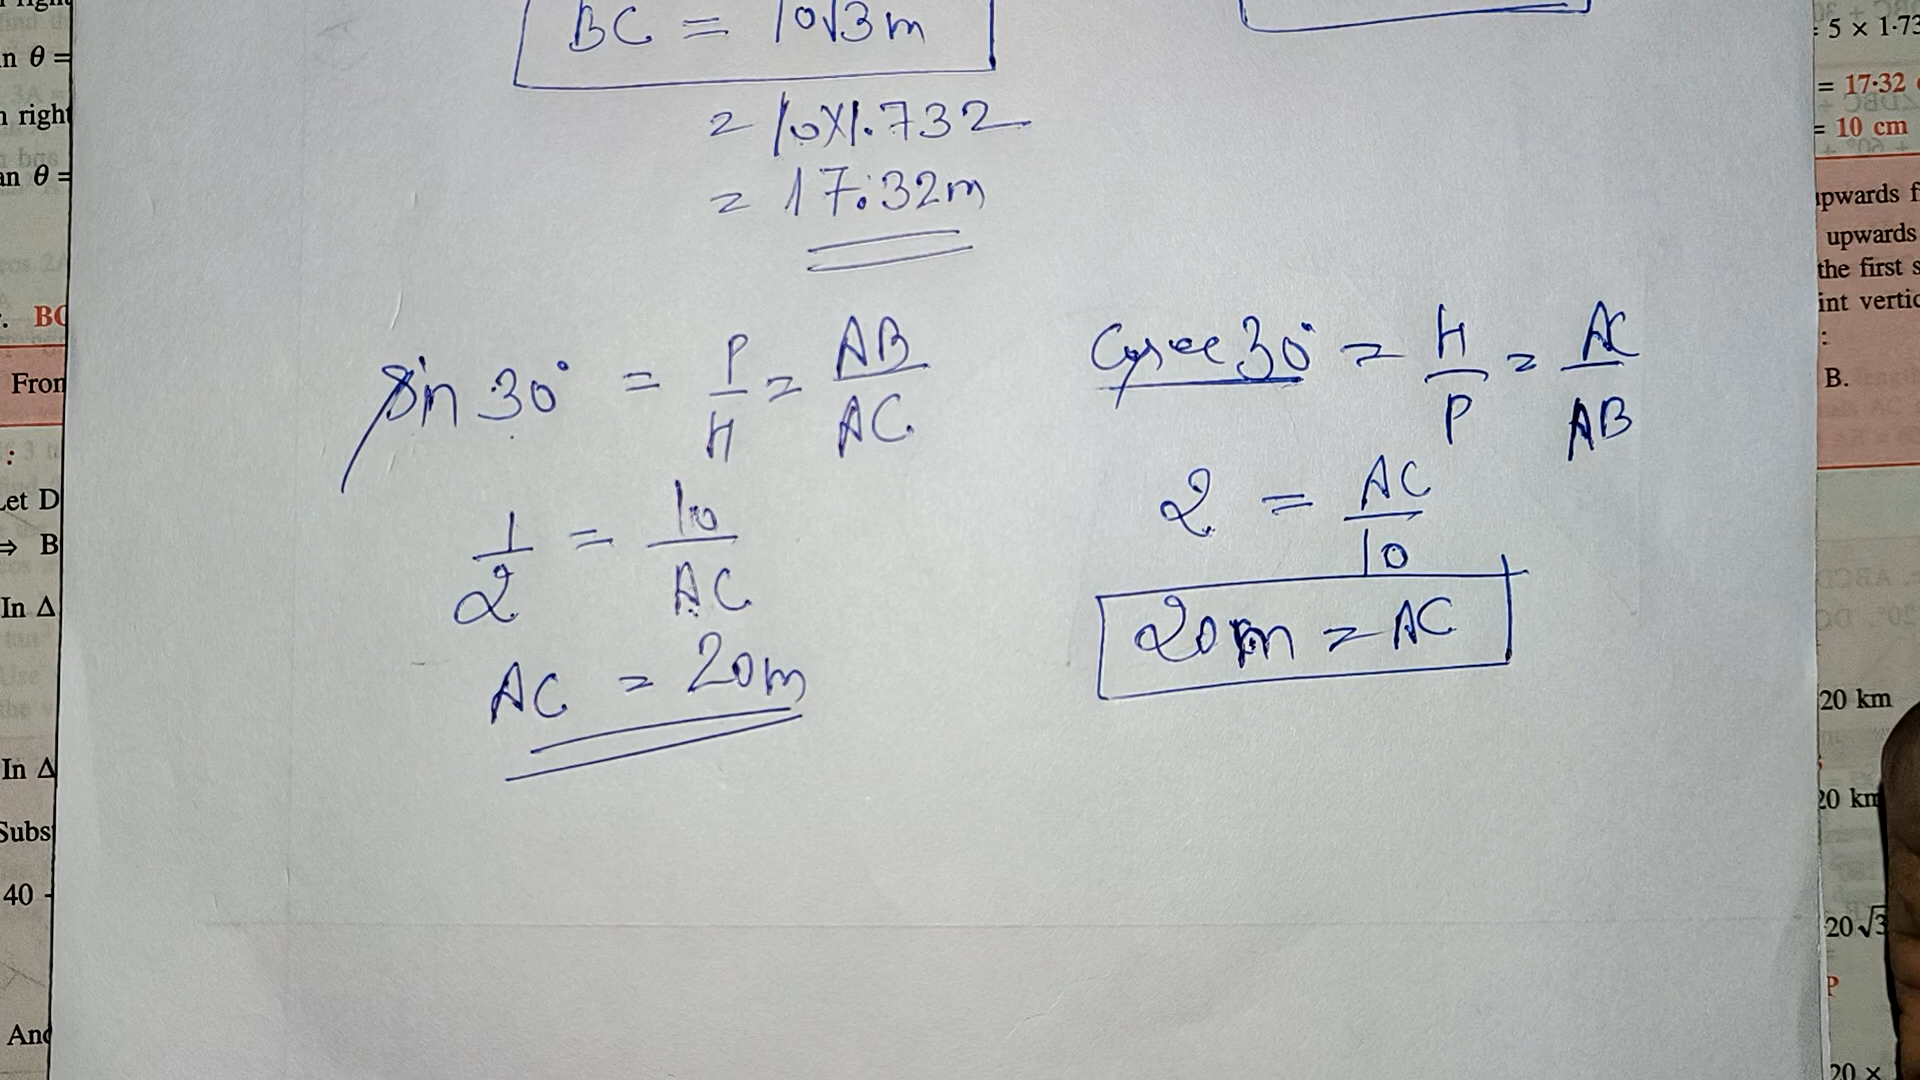 BC = 10√3 m
= 10×1.732
= 17.32m
sin 30° = P/H = AB/AC
1/2 = 10/AC
AC = 20m
Cosec 30° = H/P = AC/AB
2 = AC/10
20m = AC
n θ =
right
an θ =
BC
From
:
Let D
⇒ B
In Δ
In Δ
Subs
40 -
And
= 5 × 1·73
= 17·32
= 10 cm
upwards f
upwards
the first s
int vertic
:
B.
20 km
20 km
20√3
P
20 ×